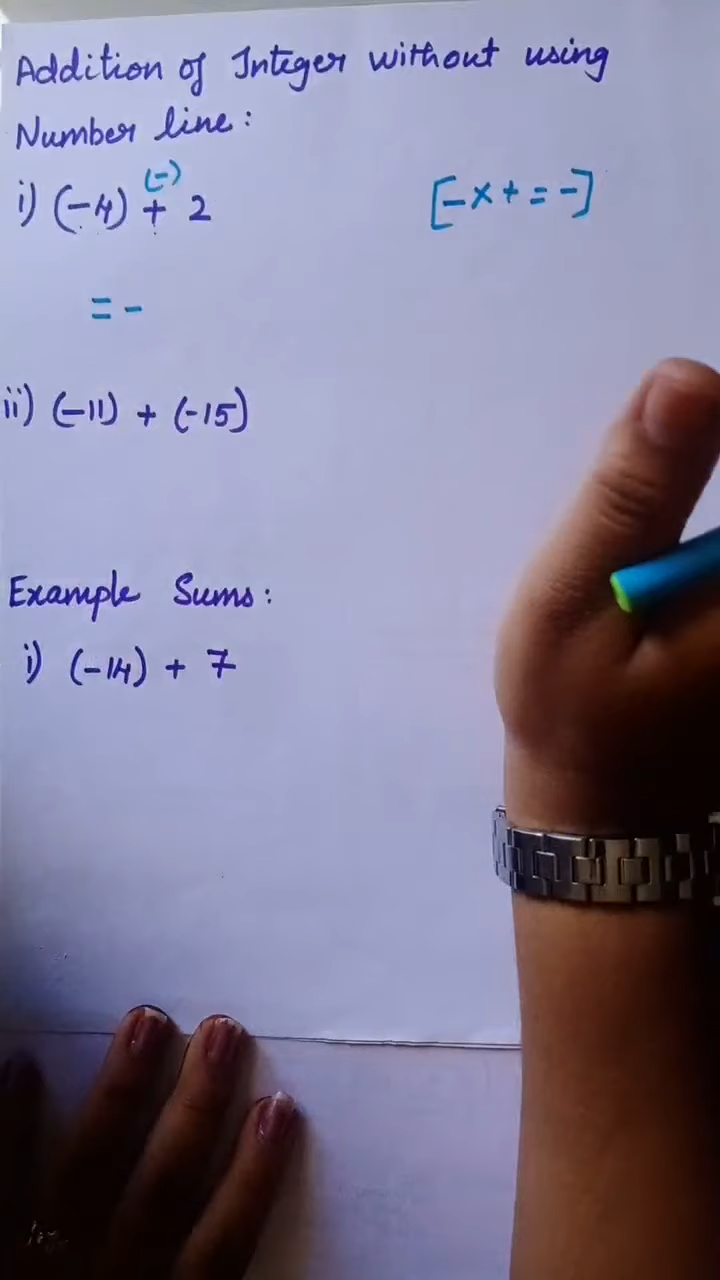 Addition of Integer without using
Number line:
(-)
i) (-4) + 2 [- x + = -]
= -
ii) (-11) + (-15)
Example Sums:
i) (-14) + 7